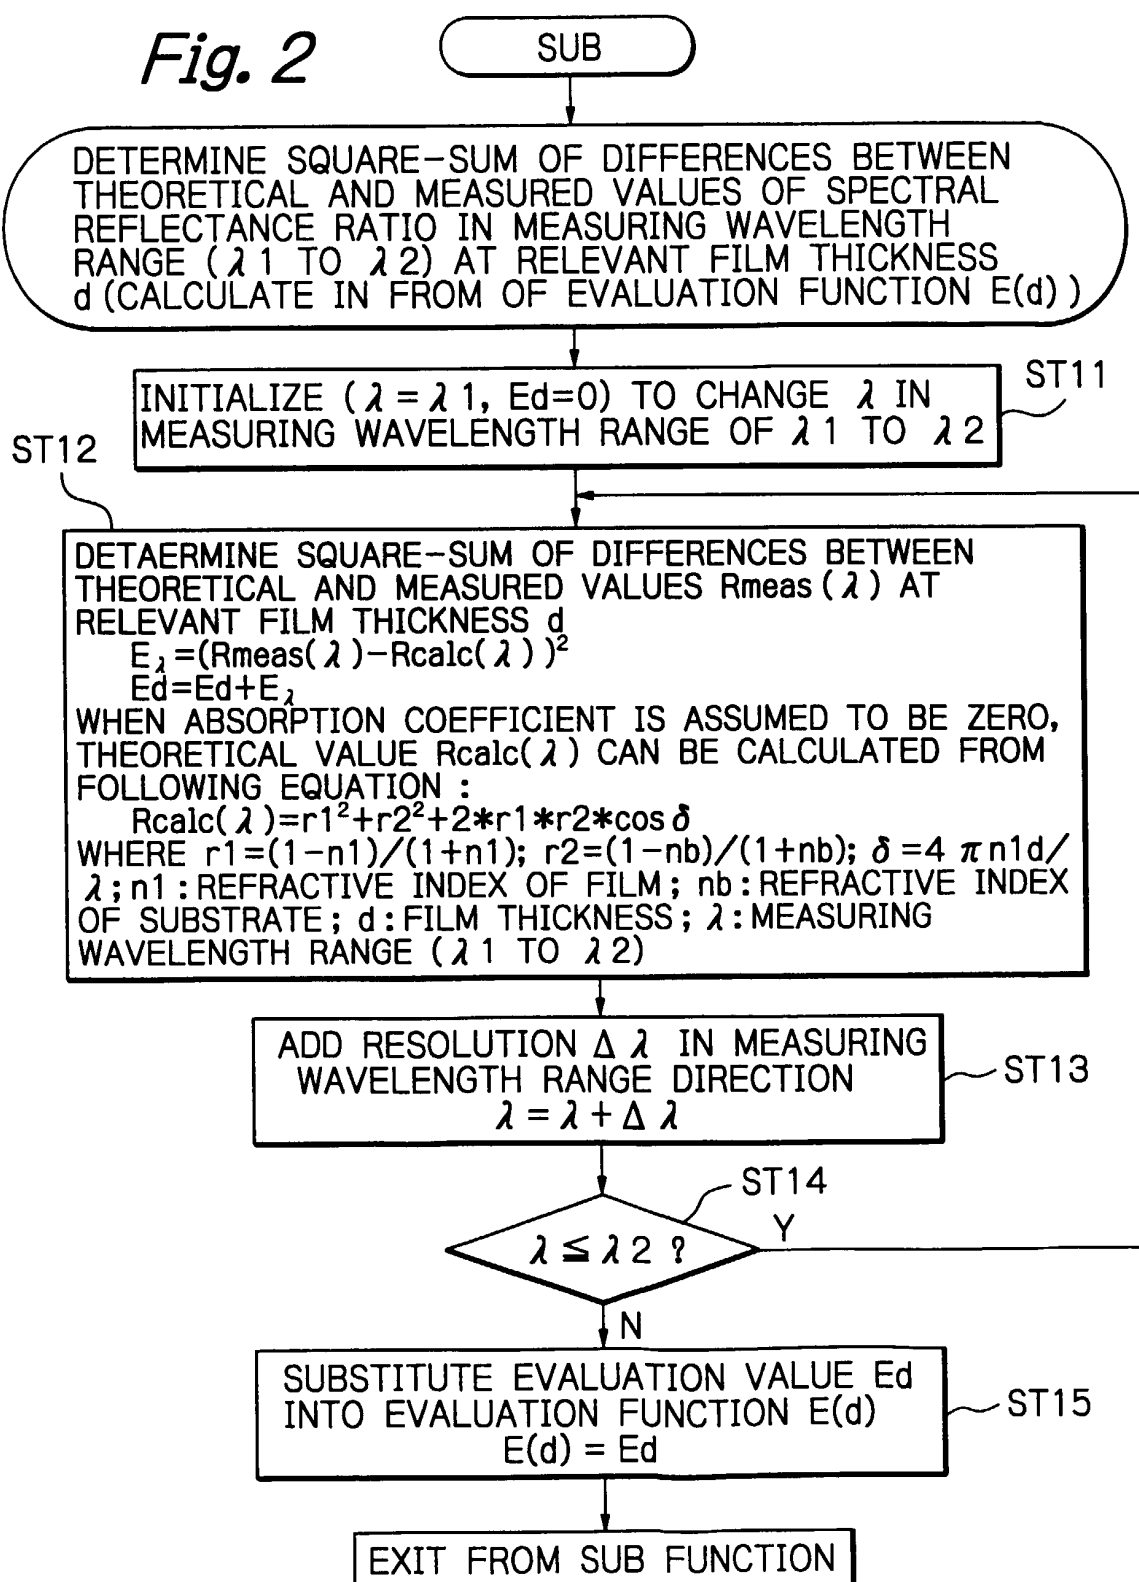 Fig. 2
SUB
DETERMINE SQUARE-SUM OF DIFFERENCES BETWEEN
THEORETICAL AND MEASURED VALUES OF SPECTRAL
REFLECTANCE RATIO IN MEASURING WAVELENGTH
RANGE (λ1 TO λ2) AT RELEVANT FILM THICKNESS
d (CALCULATE IN FROM OF EVALUATION FUNCTION E(d))
ST11
INITIALIZE (λ=λ1, Ed=0) TO CHANGE λ IN
MEASURING WAVELENGTH RANGE OF λ1 TO λ2
ST12
DETAERMINE SQUARE-SUM OF DIFFERENCES BETWEEN
THEORETICAL AND MEASURED VALUES Rmeas(λ) AT
RELEVANT FILM THICKNESS d
E_λ=(Rmeas(λ)-Rcalc(λ))²
Ed=Ed+E_λ
WHEN ABSORPTION COEFFICIENT IS ASSUMED TO BE ZERO,
THEORETICAL VALUE Rcalc(λ) CAN BE CALCULATED FROM
FOLLOWING EQUATION :
Rcalc(λ)=r1²+r2²+2*r1*r2*cosδ
WHERE r1=(1-n1)/(1+n1); r2=(1-nb)/(1+nb); δ=4πn1d/
λ; n1: REFRACTIVE INDEX OF FILM; nb: REFRACTIVE INDEX
OF SUBSTRATE; d: FILM THICKNESS; λ: MEASURING
WAVELENGTH RANGE (λ1 TO λ2)
ADD RESOLUTION Δλ IN MEASURING
WAVELENGTH RANGE DIRECTION
λ=λ+Δλ
ST13
ST14
λ≦λ2 ?
Y
N
SUBSTITUTE EVALUATION VALUE Ed
INTO EVALUATION FUNCTION E(d)
E(d) = Ed
ST15
EXIT FROM SUB FUNCTION